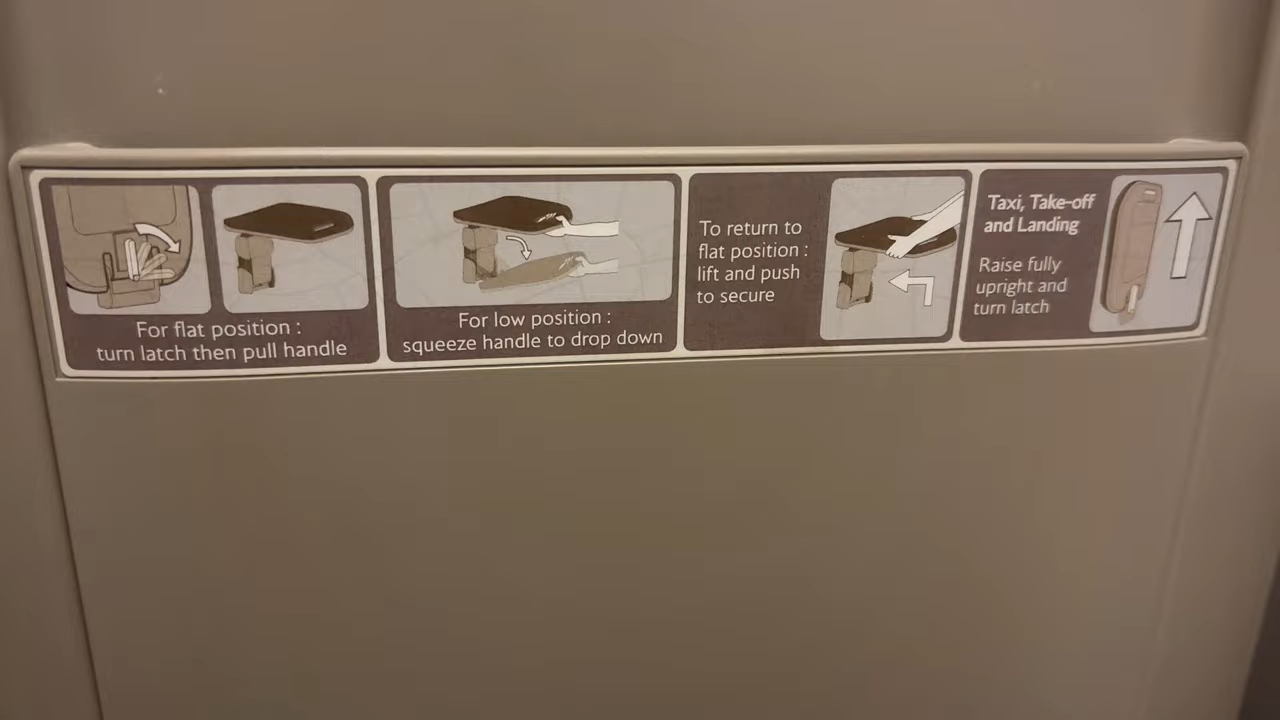 For flat position :
turn latch then pull handle
For low position :
squeeze handle to drop down
To return to
flat position :
lift and push
to secure
Taxi, Take-off
and Landing
Raise fully
upright and
turn latch